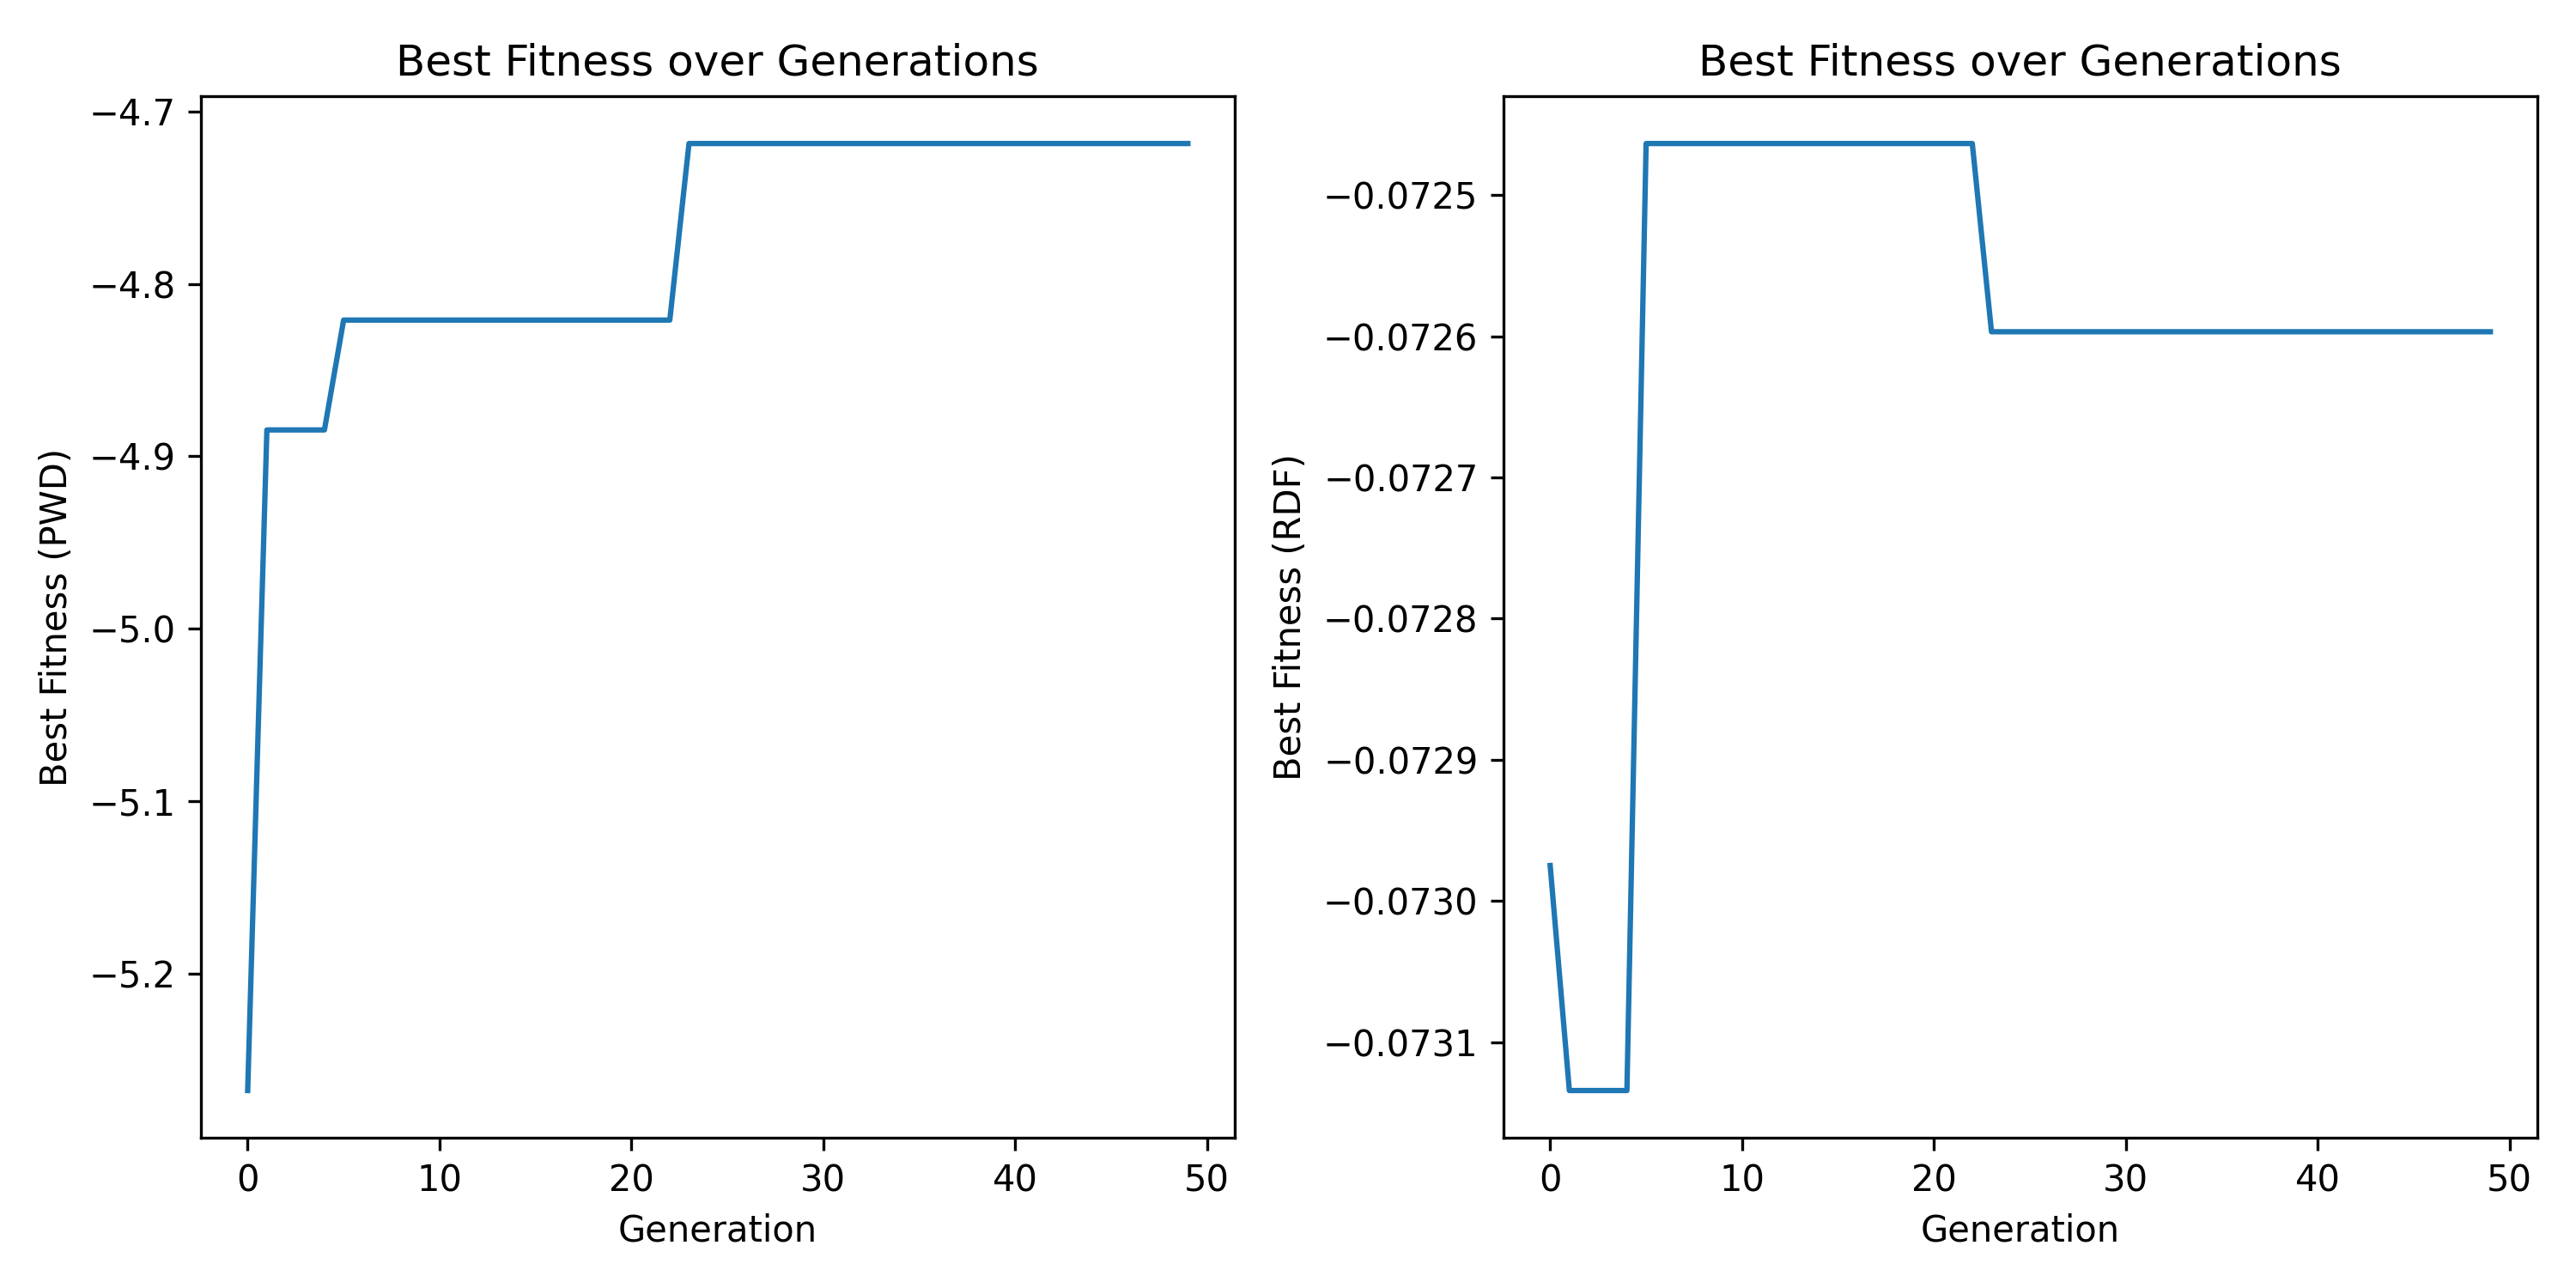 Best Fitness over Generations
Best Fitness (PWD)
−4.7
−4.8
−4.9
−5.0
−5.1
−5.2
0 10 20 30 40 50
Generation
Best Fitness over Generations
Best Fitness (RDF)
−0.0725
−0.0726
−0.0727
−0.0728
−0.0729
−0.0730
−0.0731
0 10 20 30 40 50
Generation